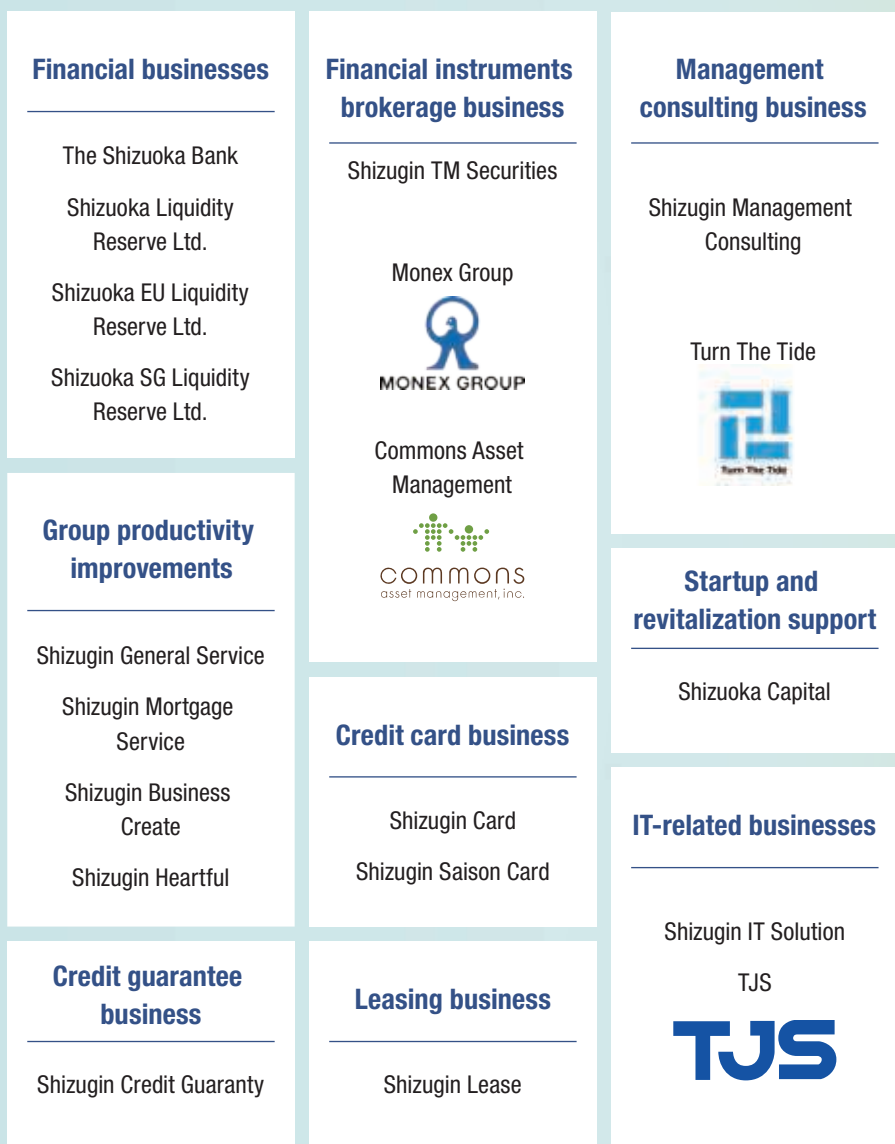 Financial businesses
The Shizuoka Bank
Shizuoka Liquidity
Reserve Ltd.
Shizuoka EU Liquidity
Reserve Ltd.
Shizuoka SG Liquidity
Reserve Ltd.
Group productivity
improvements
Shizugin General Service
Shizugin Mortgage
Service
Shizugin Business
Create
Shizugin Heartful
Credit guarantee
business
Shizugin Credit Guaranty
Financial instruments
brokerage business
Shizugin TM Securities
Monex Group
MONEX GROUP
Commons Asset
Management
commons
asset management, inc.
Credit card business
Shizugin Card
Shizugin Saison Card
Leasing business
Shizugin Lease
Management
consulting business
Shizugin Management
Consulting
Turn The Tide
Turn The Tide
Startup and
revitalization support
Shizuoka Capital
IT-related businesses
Shizugin IT Solution
TJS
TJS